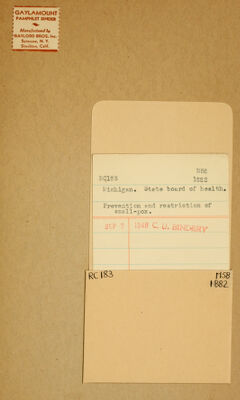 GAYLAMOUNT
PAMPHLET BINDER
Manufactured by
GAYLORD BROS. Inc.
Syracuse, N. Y.
Stockton, Calif.
RC183 M58
1882
Michigan. State board of health.
Prevention and restriction of
small-pox.
SEP 7 1948 C. U. BINDERY
RC183 M58
1882